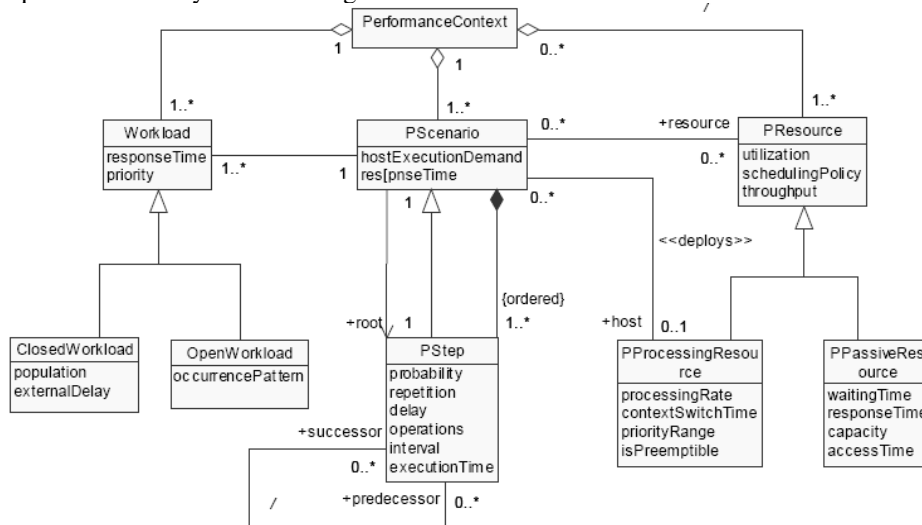 /
PerformanceContext
1
1
0..*
1..*
1..*
1..*
Workload
responseTime
priority
1..*
1
PScenario
hostExecutionDemand
res[pnseTime
0..*
+resource
0..*
PResource
utilization
schedulingPolicy
throughput
1
0..*
<<deploys>>
{ordered}
+root
1
1..*
+host
0..1
ClosedWorkload
population
externalDelay
OpenWorkload
occurrencePattern
PStep
probability
repetition
delay
operations
interval
executionTime
PProcessingResou
rce
processingRate
contextSwitchTime
priorityRange
isPreemptible
PPassiveRes
ource
waitingTime
responseTime
capacity
accessTime
+successor
0..*
/
+predecessor
0..*